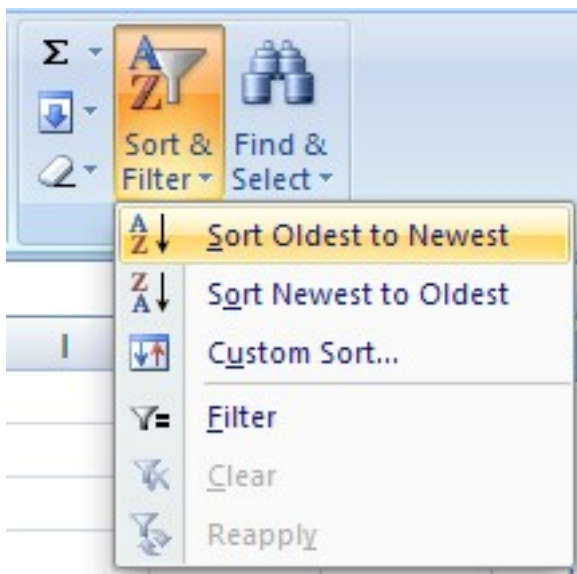 Σ
Sort & Filter
Find & Select
Sort Oldest to Newest
Sort Newest to Oldest
Custom Sort...
Filter
Clear
Reapply
I